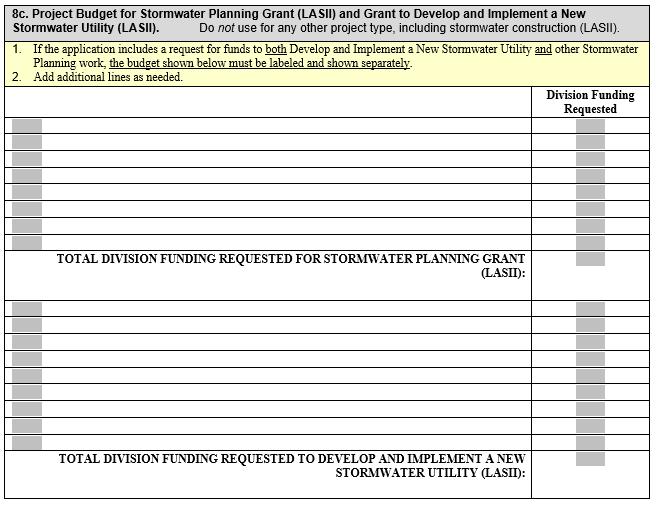 8c. Project Budget for Stormwater Planning Grant (LASII) and Grant to Develop and Implement a New
Stormwater Utility (LASII). Do not use for any other project type, including stormwater construction (LASII).
1. If the application includes a request for funds to both Develop and Implement a New Stormwater Utility and other Stormwater
Planning work, the budget shown below must be labeled and shown separately.
2. Add additional lines as needed.
Division Funding
Requested
TOTAL DIVISION FUNDING REQUESTED FOR STORMWATER PLANNING GRANT
(LASII):
TOTAL DIVISION FUNDING REQUESTED TO DEVELOP AND IMPLEMENT A NEW
STORMWATER UTILITY (LASII):